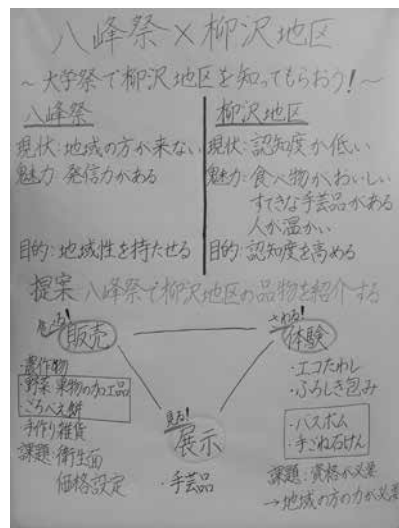 八峰祭×柳沢地区
~大学祭で柳沢地区を知ってもらおう!~
八峰祭
現状:地域の方が来ない
魅力:発信力がある
目的:地域性を持たせる
柳沢地区
現状:認知度が低い
魅力:食べ物がおいしい
すてきな手芸品がある
人が温かい
目的:認知度を高める
提案 八峰祭で柳沢地区の品物を紹介する
販売
・農作物
・野菜 果物の加工品
・ごちべえ餅
・手作り雑貨
課題:衛生面
価格設定
見る!
展示
・手芸品
体験
・エコたわし
・ふろしき包み
・バスボム
・手ごね石けん
課題:資格が必要
→地域の方の力が必要